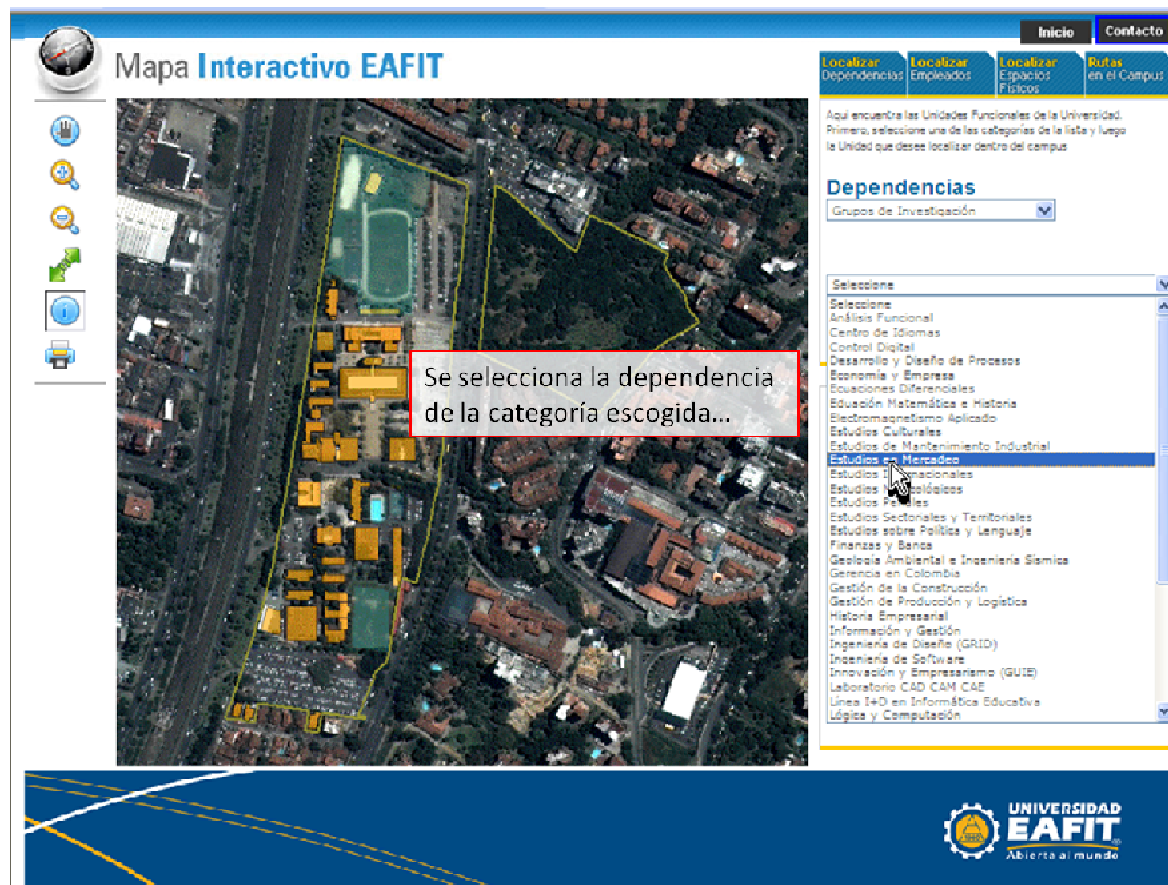 Inicio
Contacto
Mapa Interactivo EAFIT
Localizar Dependencias
Localizar Empleados
Localizar Espacios Físicos
Rutas en el Campus
Aqui encuentra las Unidades Funcionales de la Universidad.
Primero, seleccione una de las categorias de la lista y luego
la Unidad que desee localizar dentro del campus
Dependencias
Grupos de Investigación
Seleccione
Seleccione
Análisis Funcional
Centro de Idiomas
Control Digital
Desarrollo y Diseño de Procesos
Economía y Empresa
Ecuaciones Diferenciales
Eduación Matemática e Historia
Electromagnetismo Aplicado
Estudios Culturales
Estudios de Mantenimiento Industrial
Estudios en Mercadeo
Estudios
Estudios
Estudios
Estudios Sectoriales y Territoriales
Estudios sobre Política y Lenguaje
Finanzas y Banca
Geología Ambiental e Ingeniería Sísmica
Gerencia en Colombia
Gestión de la Construcción
Gestión de Producción y Logística
Historia Empresarial
Información y Gestión
Ingeniería de Diseño (GRID)
Ingeniería de Software
Innovación y Empresarismo (GUIE)
Laboratorio CAD CAM CAE
Línea I+D en Informática Educativa
Lógica y Computación
Se selecciona la dependencia
de la categoría escogida...
UNIVERSIDAD
EAFIT
Abierta al mundo